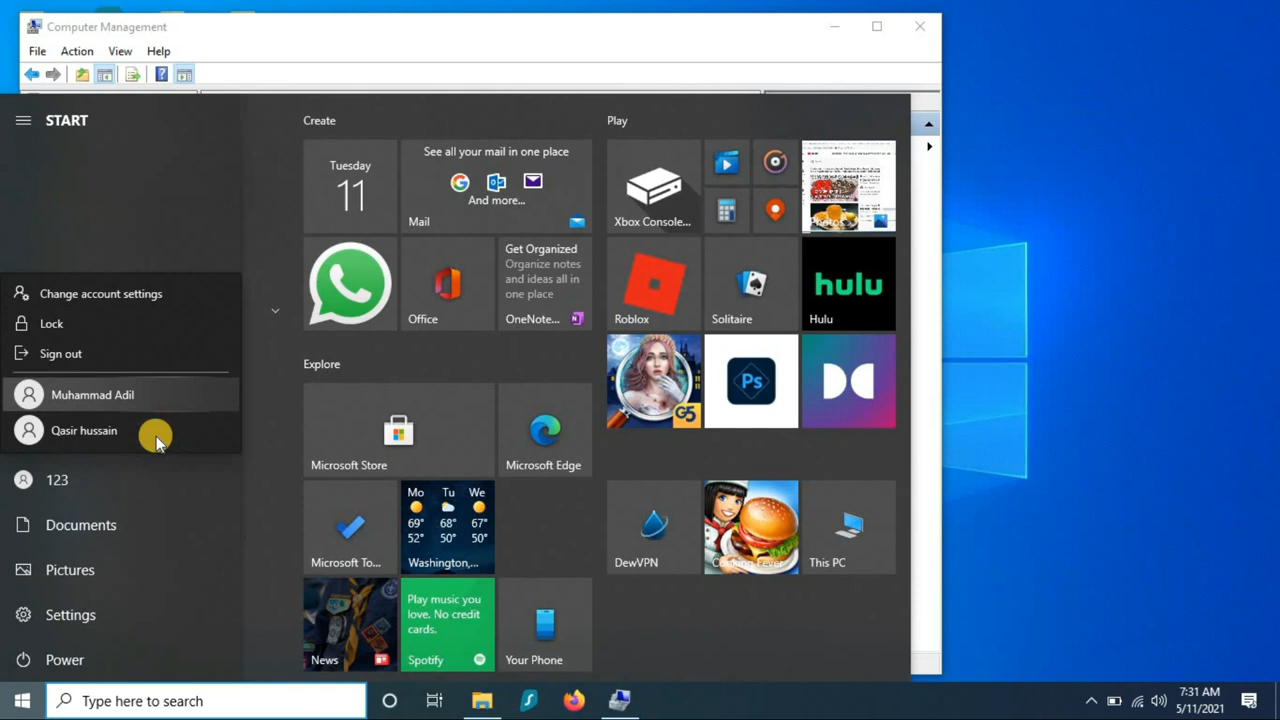 Computer Management
File Action View Help
START
Change account settings
Lock
Sign out
Muhammad Adil
Qasir hussain
123
Documents
Pictures
Settings
Power
Create
Tuesday
11
See all your mail in one place
And more...
Mail
Office
Get Organized
Organize notes
and ideas all in
one place
OneNote...
Explore
Microsoft Store
Microsoft Edge
Microsoft To...
Mo Tu We
69° 68° 67°
52° 50° 50°
Washington,...
News
Play music you
love. No credit
cards.
Spotify
Your Phone
Play
Xbox Console...
Photos
Roblox
Solitaire
hulu
Hulu
G5
Ps
DewVPN
Cooking Fever
This PC
Type here to search
7:31 AM
5/11/2021